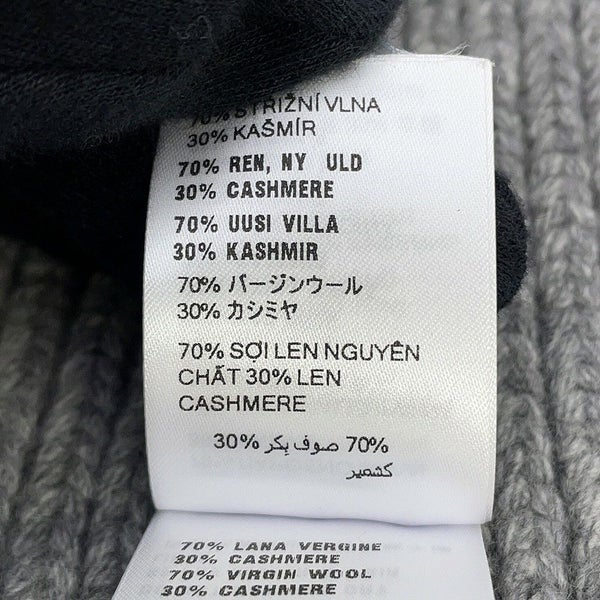 70% STŘIŽNÍ VLNA
30% KAŠMÍR
70% REN, NY ULD
30% CASHMERE
70% UUSI VILLA
30% KASHMIR
70% バージンウール
30% カシミヤ
70% SỢI LEN NGUYÊN
CHẤT 30% LEN
CASHMERE
70% صوف بكر 30%
كشمير
70% LANA VERGINE
30% CASHMERE
70% VIRGIN WOOL
30% CASHMERE